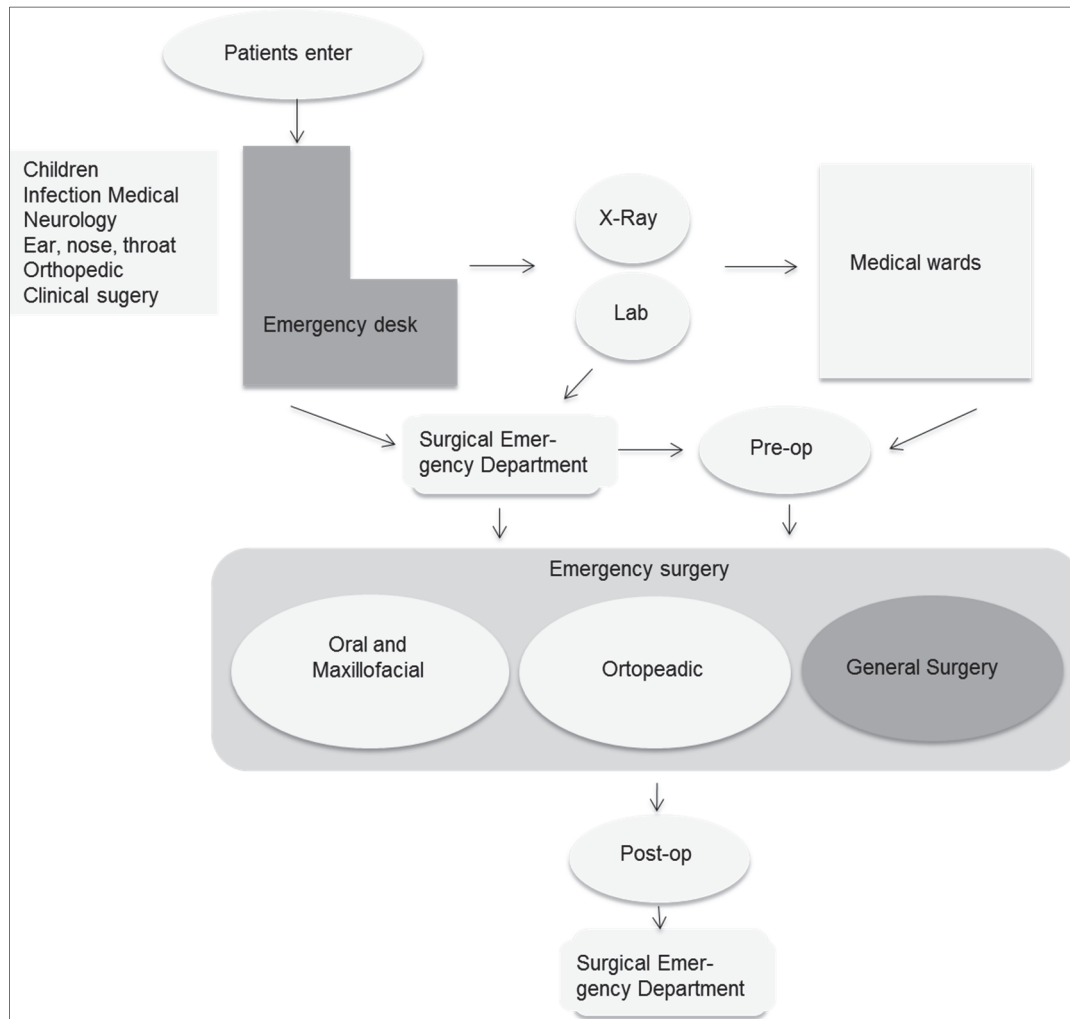 Patients enter
Children
Infection Medical
Neurology
Ear, nose, throat
Orthopedic
Clinical sugery
Emergency desk
X-Ray
Lab
Medical wards
Surgical Emer-
gency Department
Pre-op
Emergency surgery
Oral and
Maxillofacial
Ortopeadic
General Surgery
Post-op
Surgical Emer-
gency Department